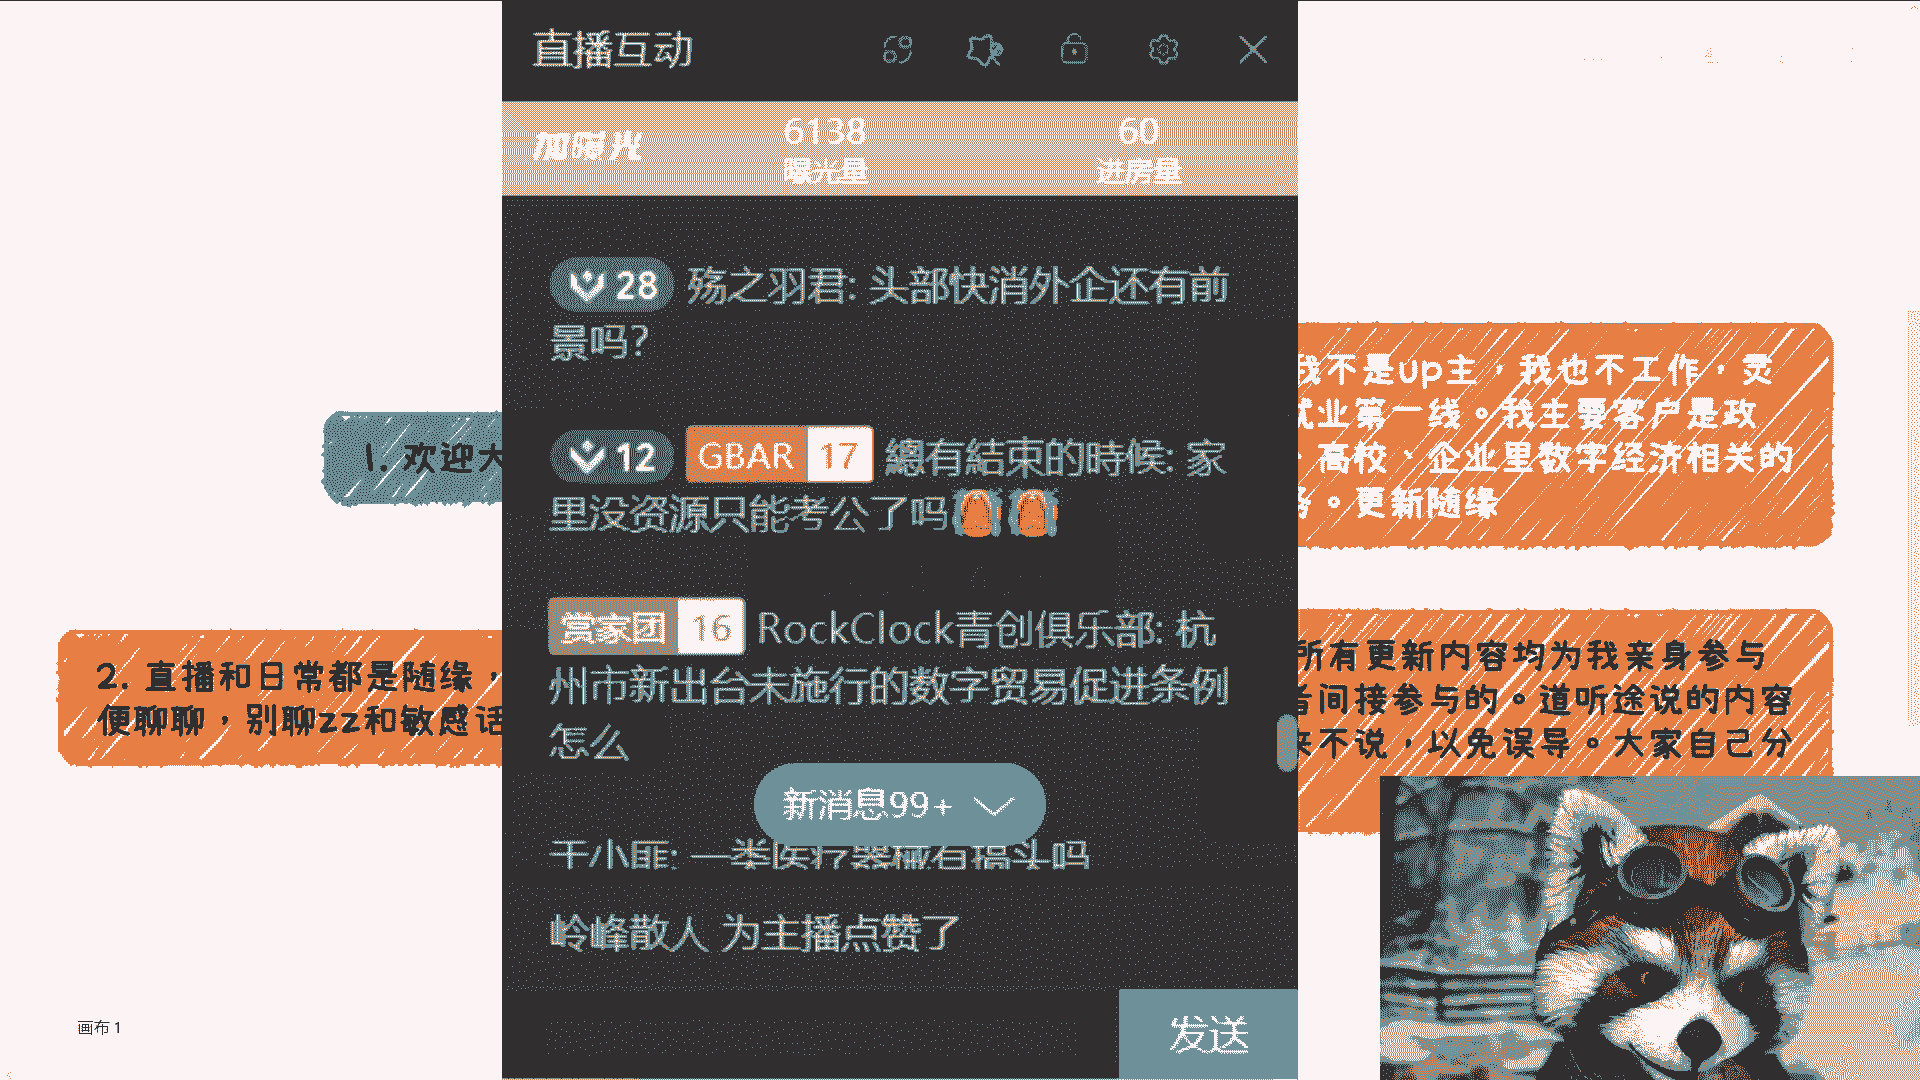 直播互动
加曝光
6138
曝光量
60
进房量
28 殇之羽君: 头部快消外企还有前
景吗?
12 GBAR 17 總有結束的時候: 家
里没资源只能考公了吗
赏家团 16 RockClock青创俱乐部: 杭
州市新出台未施行的数字贸易促进条例
怎么
新消息99+
干小匪: 一类医疗器械有搞头吗
岭峰散人 为主播点赞了
发送
1. 欢迎大
2. 直播和日常都是随缘，
便聊聊，别聊zz和敏感话
我不是up主，我也不工作，灵
就业第一线。我主要客户是政
、高校、企业里数字经济相关的
务。更新随缘
所有更新内容均为我亲身参与
者间接参与的。道听途说的内容
来不说，以免误导。大家自己分
画布 1